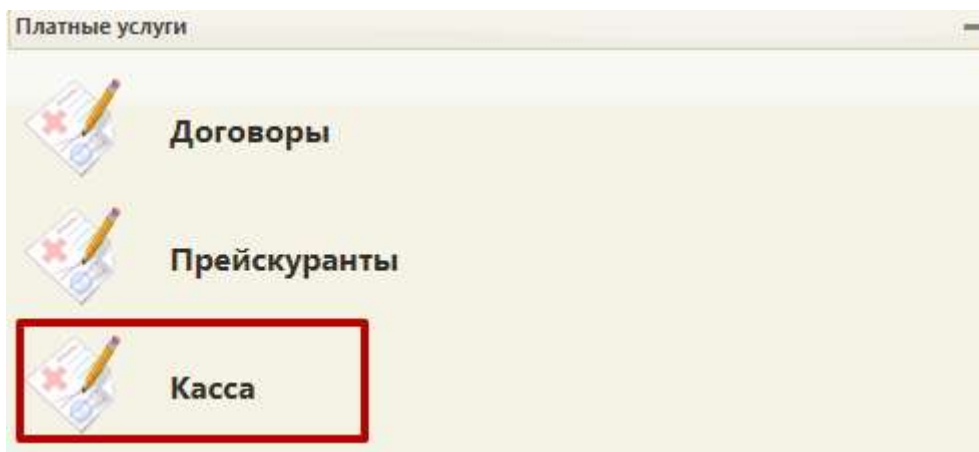 Платные услуги
Договоры
Прейскуранты
Касса